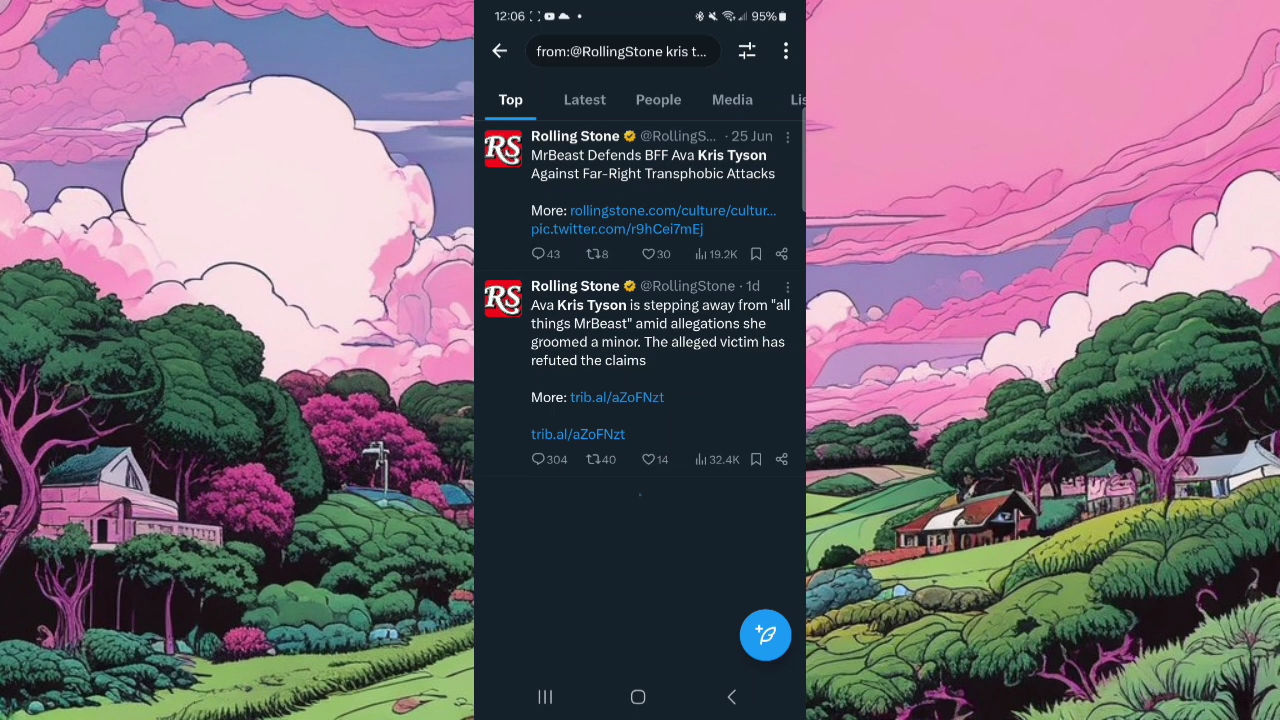 12:06
95%
from:@RollingStone kris t...
Top Latest People Media Lis
Rolling Stone @RollingS... · 25 Jun
MrBeast Defends BFF Ava Kris Tyson
Against Far-Right Transphobic Attacks
More: rollingstone.com/culture/cultur...
pic.twitter.com/r9hCei7mEj
43 8 30 19.2K
Rolling Stone @RollingStone · 1d
Ava Kris Tyson is stepping away from "all
things MrBeast" amid allegations she
groomed a minor. The alleged victim has
refuted the claims
More: trib.al/aZoFNzt
trib.al/aZoFNzt
304 40 14 32.4K
RS
RS